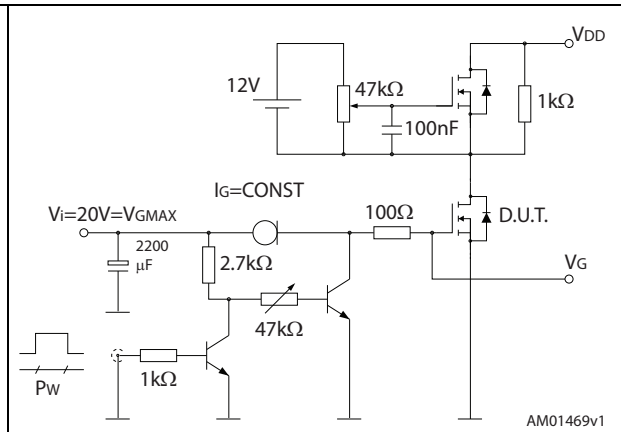 VDD
12V
47kΩ
1kΩ
100nF
IG=CONST
Vi=20V=VGMAX
100Ω
D.U.T.
2200
μF
2.7kΩ
VG
47kΩ
1kΩ
PW
AM01469v1